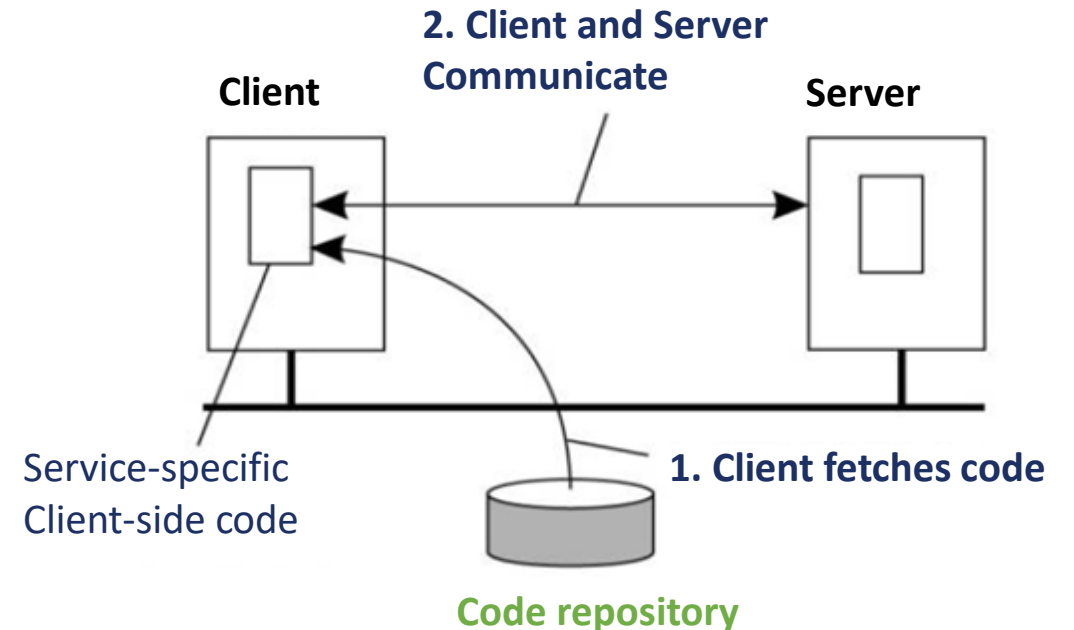 2. Client and Server
Communicate
Client
Server
Service-specific
Client-side code
1. Client fetches code
Code repository